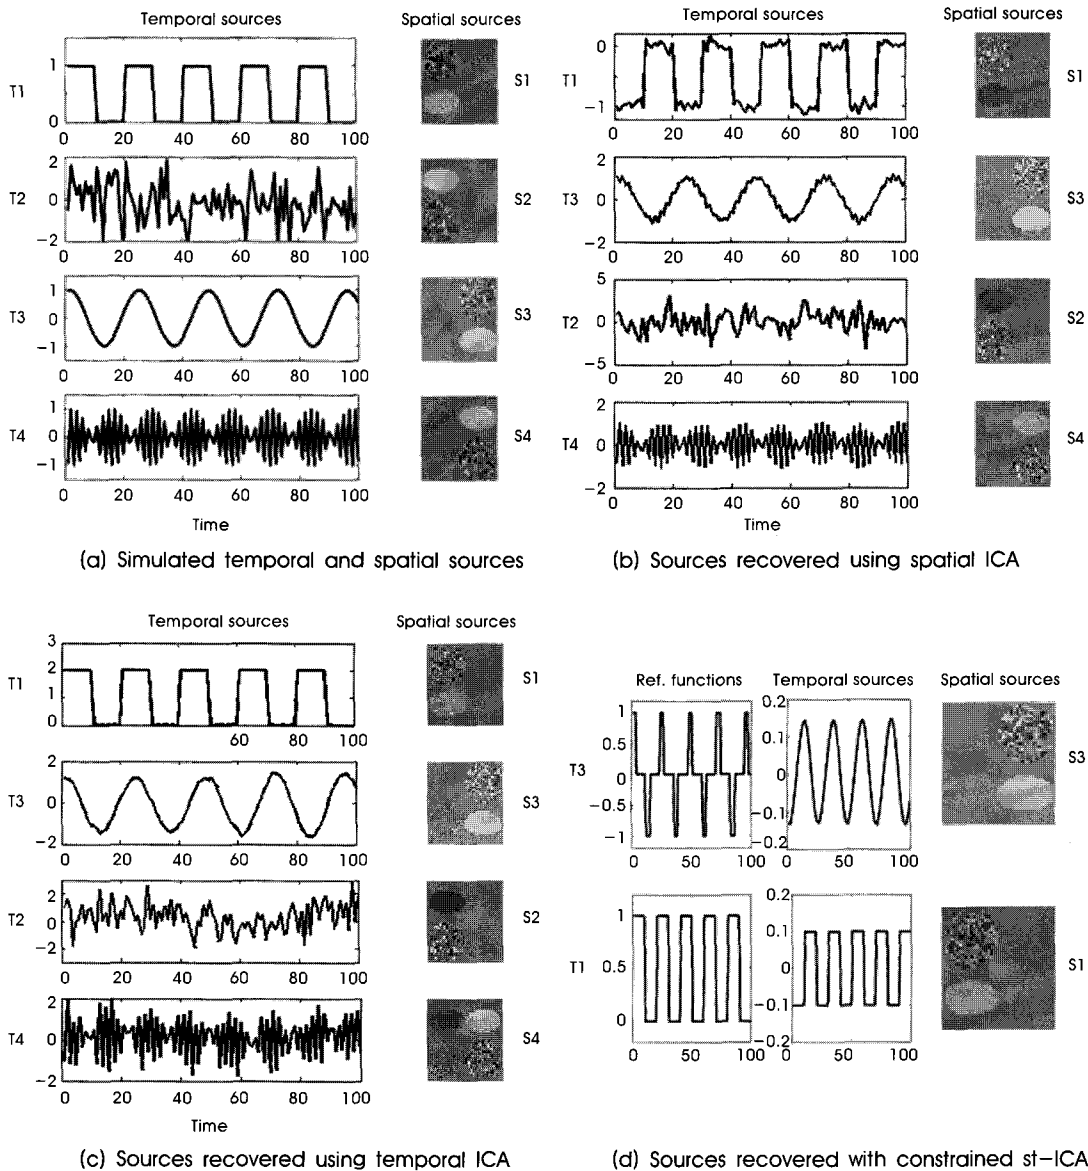 Temporal sources
Spatial sources
T1
1
0
0 20 40 60 80 100
S1
T2
2
0
−2
0 20 40 60 80 100
S2
T3
1
0
−1
0 20 40 60 80 100
S3
T4
1
0
−1
0 20 40 60 80 100
S4
Time
(a) Simulated temporal and spatial sources
Temporal sources
Spatial sources
T1
0
−1
0 20 40 60 80 100
S1
T3
2
0
−2
0 20 40 60 80 100
S3
T2
5
0
−5
0 20 40 60 80 100
S2
T4
2
0
−2
0 20 40 60 80 100
S4
Time
(b) Sources recovered using spatial ICA
Temporal sources
Spatial sources
T1
3
2
1
0
60 80 100
S1
T3
2
0
−2
0 20 40 60 80 100
S3
T2
2
0
−2
0 20 40 60 80 100
S2
T4
2
0
−2
0 20 40 60 80 100
S4
Time
(c) Sources recovered using temporal ICA
Ref. functions
Temporal sources
Spatial sources
T3
1
0.5
0
−0.5
−1
0 50 100
0.2
0.1
0
−0.1
−0.2
0 50 100
S3
T1
1
0.5
0
0 50 100
0.2
0.1
0
−0.1
−0.2
0 50 100
S1
(d) Sources recovered with constrained st−ICA